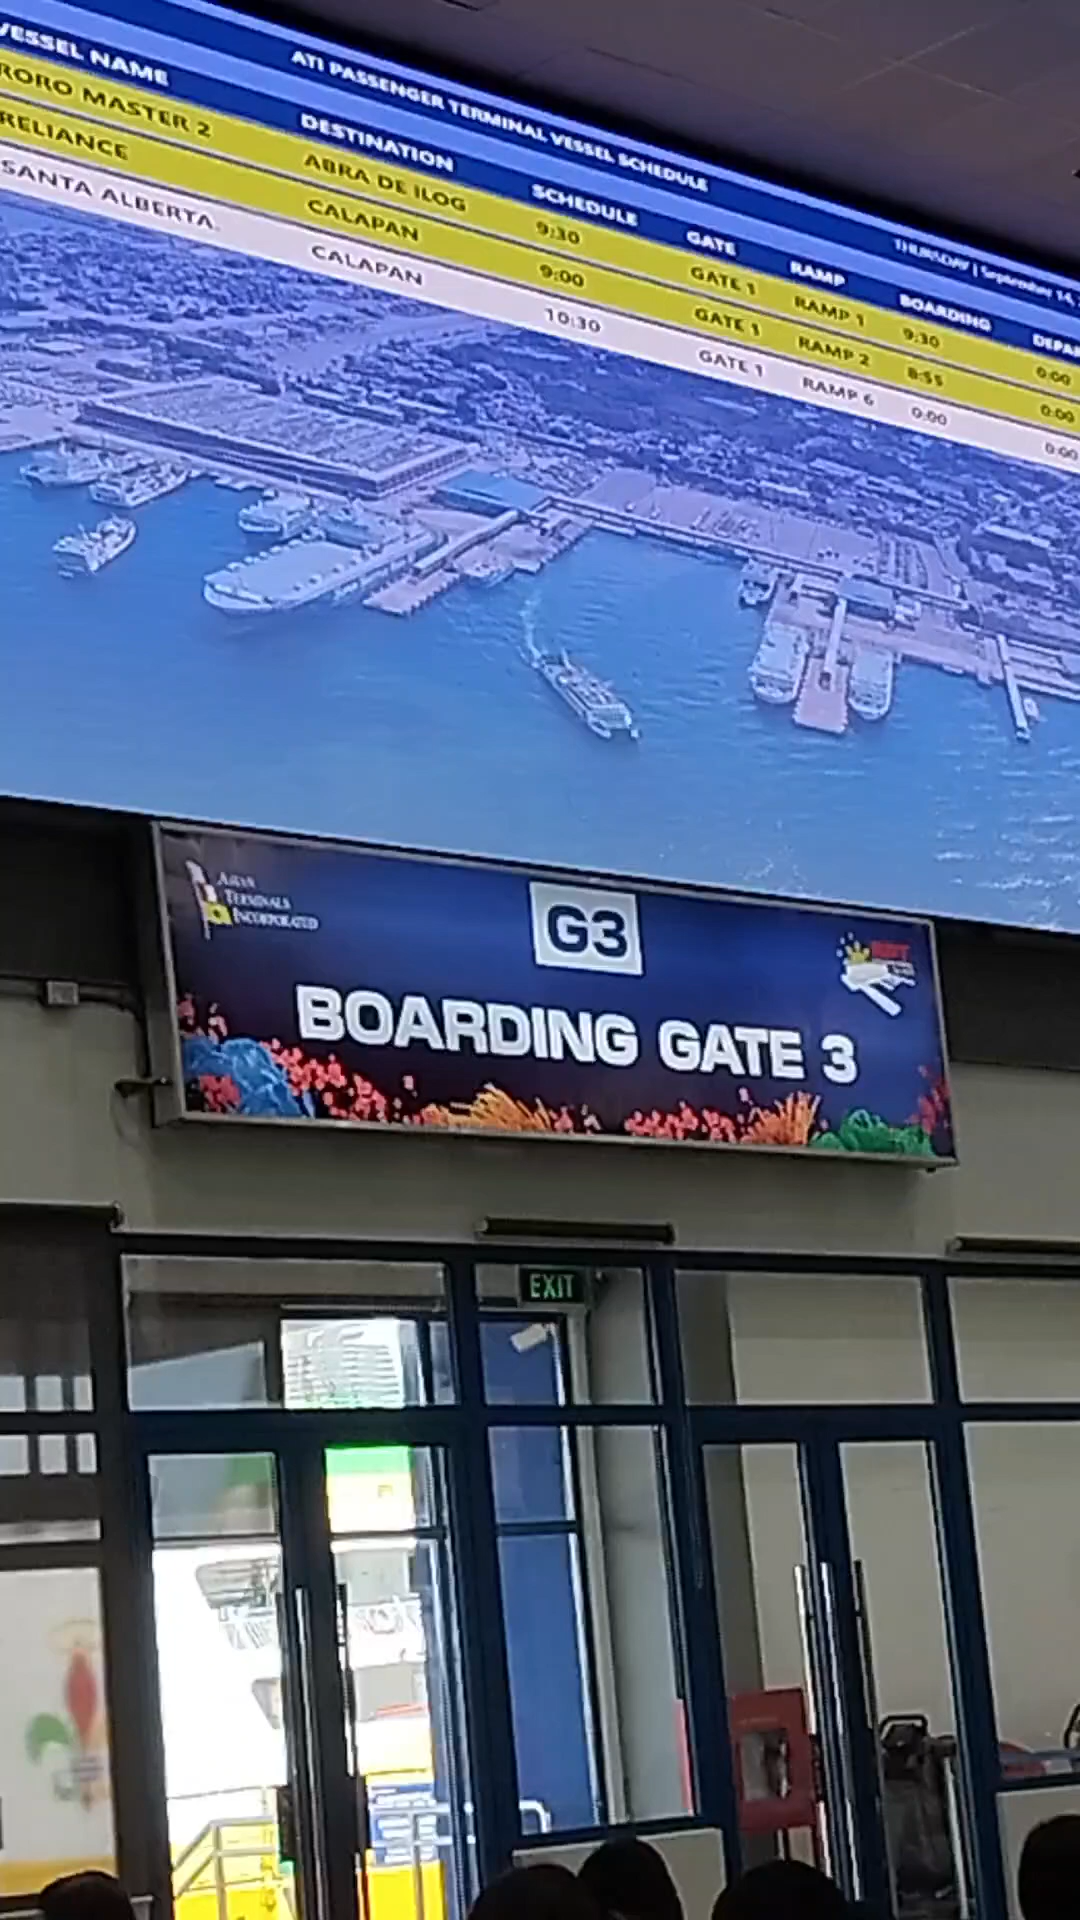 ATI PASSENGER TERMINAL VESSEL SCHEDULE
THURSDAY | September 14,
VESSEL NAME DESTINATION SCHEDULE GATE RAMP BOARDING DEPAR
RORO MASTER 2 ABRA DE ILOG 9:30 GATE 1 RAMP 1 9:30 0:00
RELIANCE CALAPAN 9:00 GATE 1 RAMP 2 8:55 0:00
SANTA ALBERTA. CALAPAN 10:30 GATE 1 RAMP 6 0:00 0:00
ASIAN
TERMINALS
INCORPORATED
G3
BOARDING GATE 3
EXIT